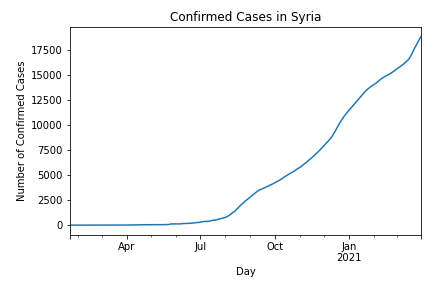 Confirmed Cases in Syria
Number of Confirmed Cases
17500
15000
12500
10000
7500
5000
2500
0
Apr
Jul
Oct
Jan
2021
Day